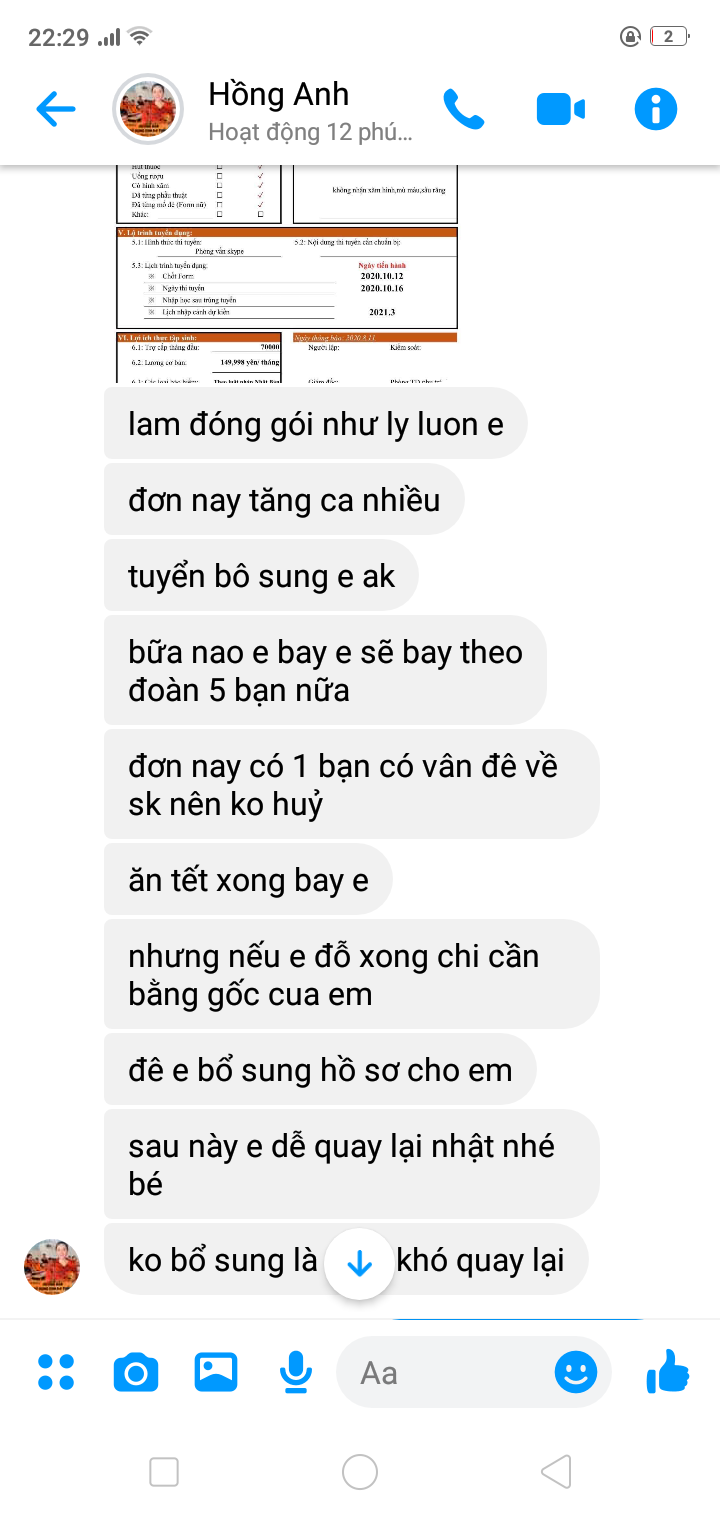 22:29
2
Hồng Anh
Hoạt động 12 phú...
Hút thuốc
Uống rượu
Có hình xăm
Đã từng phẫu thuật
Đã từng mổ đẻ (Form nữ)
Khác:
không nhận xăm hình,mù màu,sâu răng
V. Lộ trình tuyển dụng:
5.1: Hình thức thi tuyển:
5.2: Nội dung thi tuyển cần chuẩn bị:
Phỏng vấn skype
5.3: Lịch trình tuyển dụng:
Ngày tiến hành
※ Chốt Form
2020.10.12
※ Ngày thi tuyển
2020.10.16
※ Nhập học sau trúng tuyển
※ Lịch nhập cảnh dự kiến
2021.3
VI. Lợi ích thực tập sinh:
Ngày tháng báo: 2020.8.11
6.1: Trợ cấp tháng đầu:
70000
Người lập:
Kiểm soát:
6.2: Lương cơ bản:
149,998 yên/ tháng
6.3: Các loại bảo hiểm:
Theo luật pháp Nhật Bản
Giám đốc:
lam đóng gói như ly luon e
đơn nay tăng ca nhiều
tuyển bô sung e ak
bữa nao e bay e sẽ bay theo
đoàn 5 bạn nữa
đơn nay có 1 bạn có vân đê về
sk nên ko huỷ
ăn tết xong bay e
nhưng nếu e đỗ xong chi cần
bằng gốc cua em
đê e bổ sung hồ sơ cho em
sau này e dễ quay lại nhật nhé
bé
ko bổ sung là khó quay lại
Aa